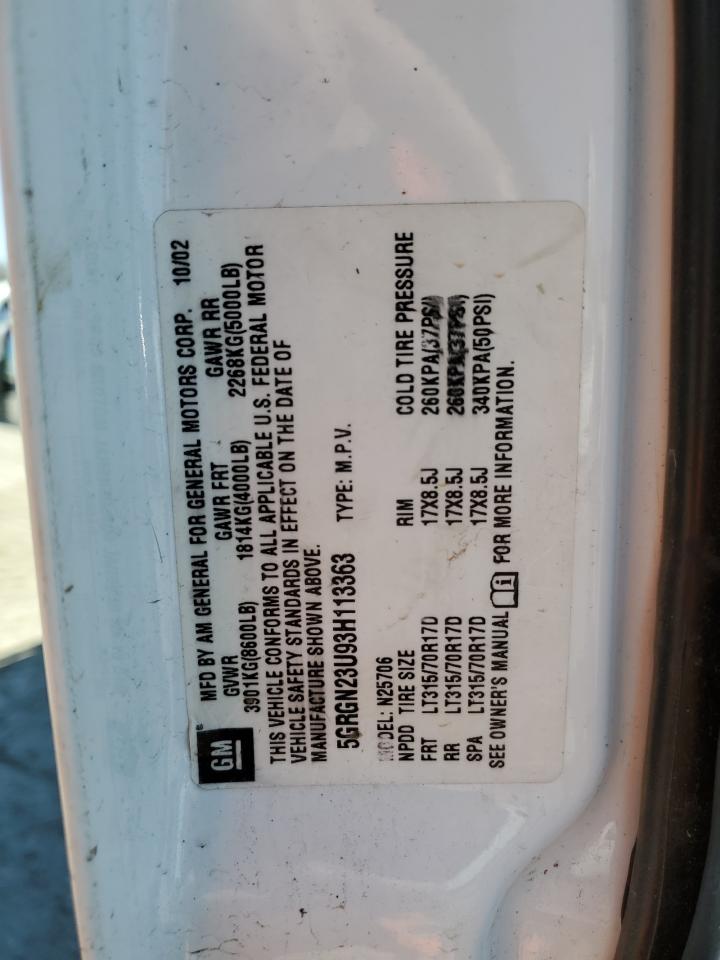 GM
MFD BY AM GENERAL FOR GENERAL MOTORS CORP. 10/02
GVWR GAWR FRT GAWR RR
3901KG(8600LB) 1814KG(4000LB) 2268KG(5000LB)
THIS VEHICLE CONFORMS TO ALL APPLICABLE U.S. FEDERAL MOTOR
VEHICLE SAFETY STANDARDS IN EFFECT ON THE DATE OF
MANUFACTURE SHOWN ABOVE.
5GRGN23U93H113363 TYPE: M.P.V.
MODEL: N25706
NPDD TIRE SIZE RIM COLD TIRE PRESSURE
FRT LT315/70R17D 17X8.5J 260KPA(37PSI)
RR LT315/70R17D 17X8.5J 260KPA(37PSI)
SPA LT315/70R17D 17X8.5J 340KPA(50PSI)
SEE OWNER'S MANUAL FOR MORE INFORMATION.